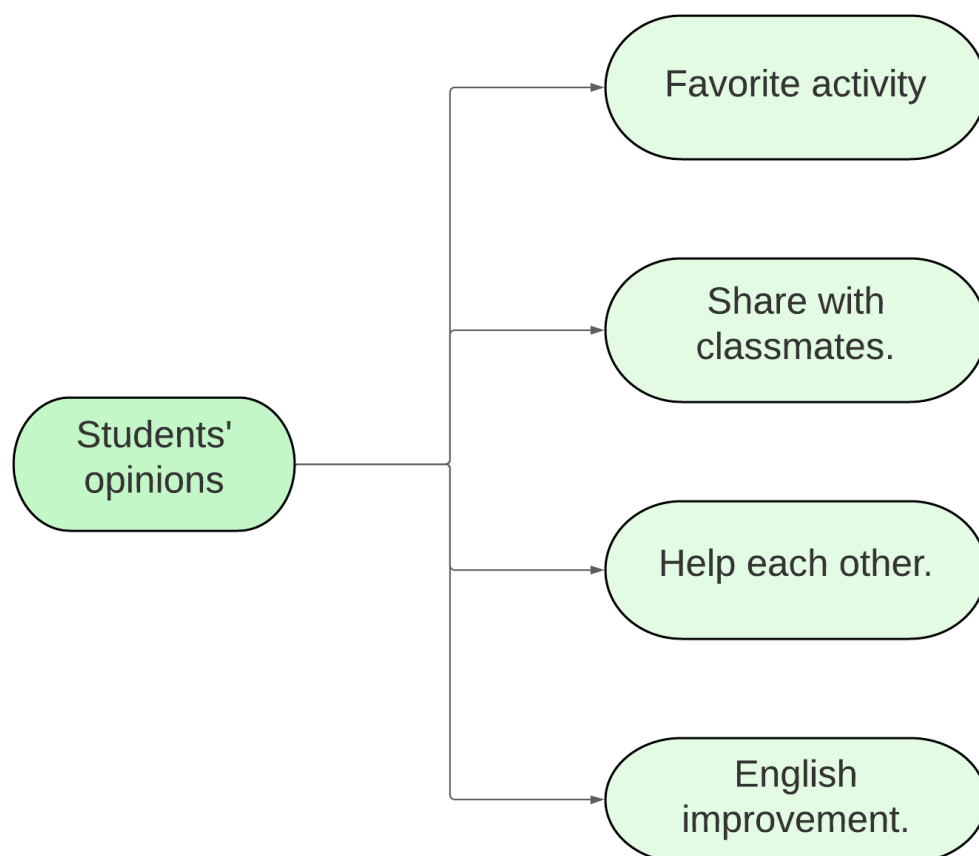 Favorite activity
Share with
classmates.
Students'
opinions
Help each other.
English
improvement.